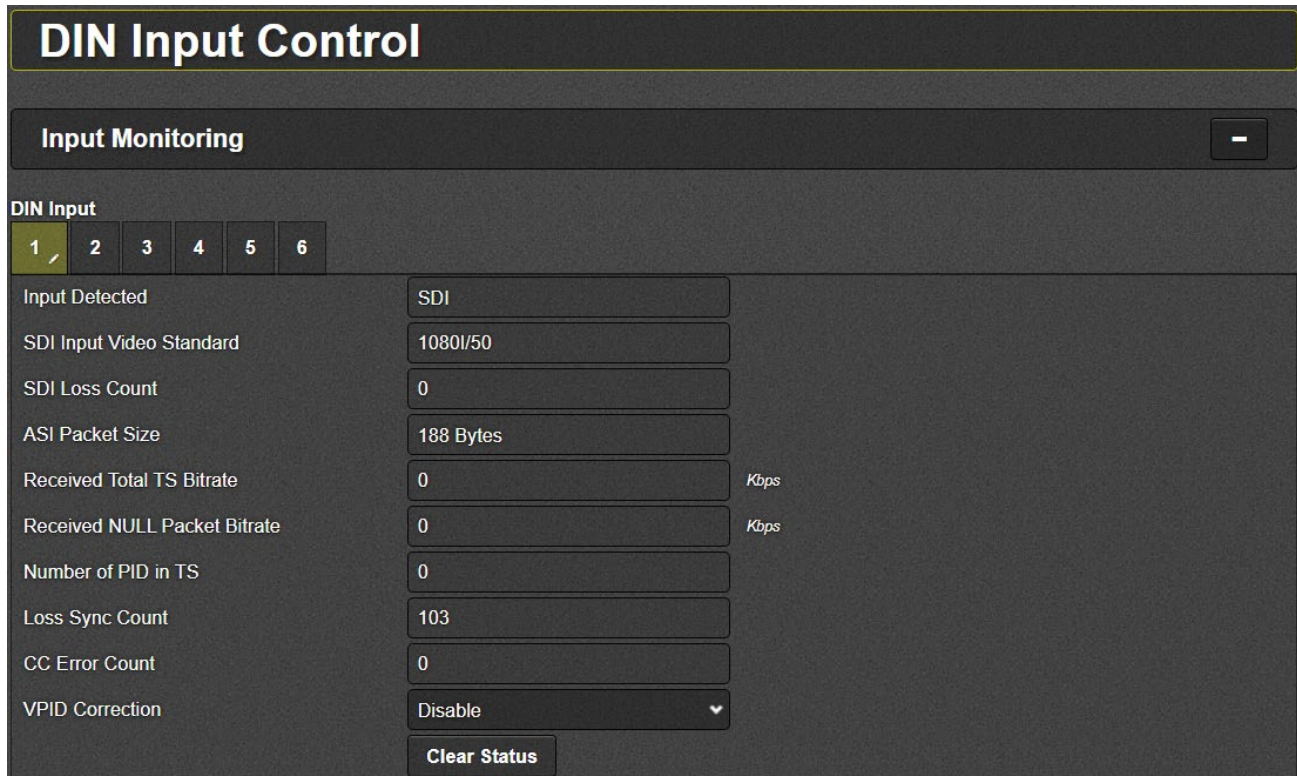 DIN Input Control
Input Monitoring
DIN Input
1 2 3 4 5 6
Input Detected SDI
SDI Input Video Standard 1080I/50
SDI Loss Count 0
ASI Packet Size 188 Bytes
Received Total TS Bitrate 0 Kbps
Received NULL Packet Bitrate 0 Kbps
Number of PID in TS 0
Loss Sync Count 103
CC Error Count 0
VPID Correction Disable
Clear Status